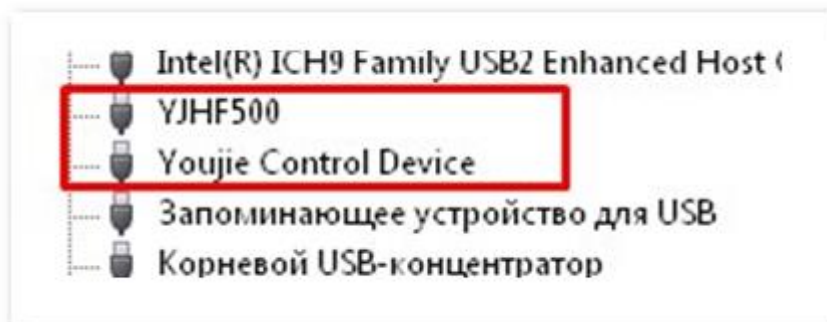 Intel(R) ICH9 Family USB2 Enhanced Host
YJHF500
Youjie Control Device
Запоминающее устройство для USB
Корневой USB-концентратор